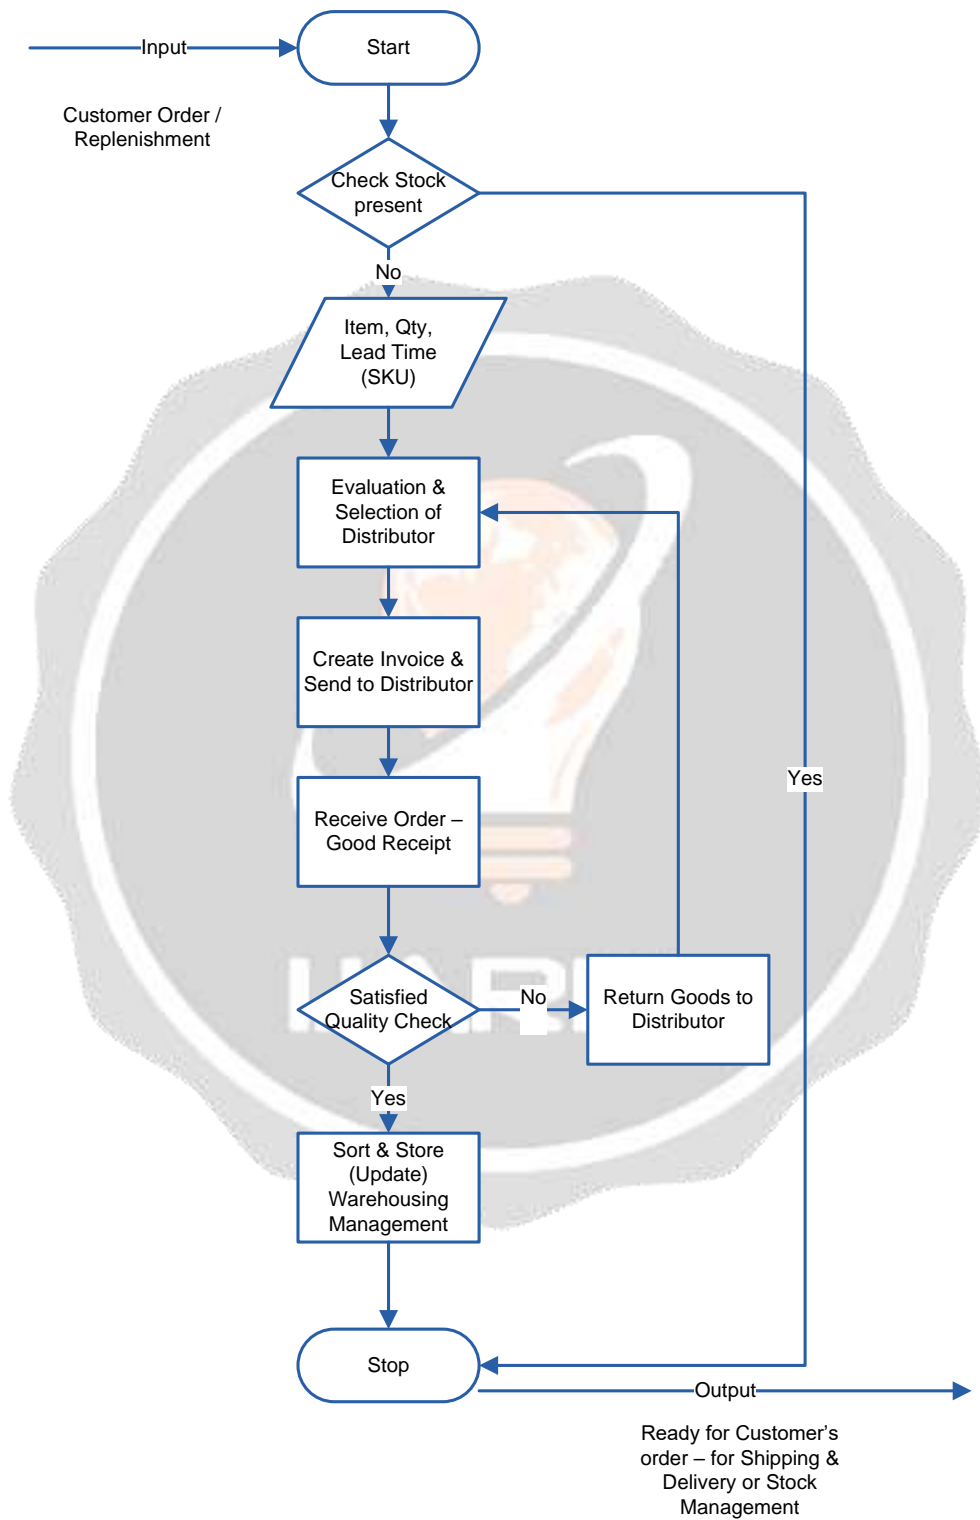 Input
Start
Customer Order /
Replenishment
Check Stock
present
No
Item, Qty,
Lead Time
(SKU)
Evaluation &
Selection of
Distributor
Create Invoice &
Send to Distributor
Yes
Receive Order –
Good Receipt
Satisfied
Quality Check
No
Return Goods to
Distributor
Yes
Sort & Store
(Update)
Warehousing
Management
Stop
Output
Ready for Customer’s
order – for Shipping &
Delivery or Stock
Management